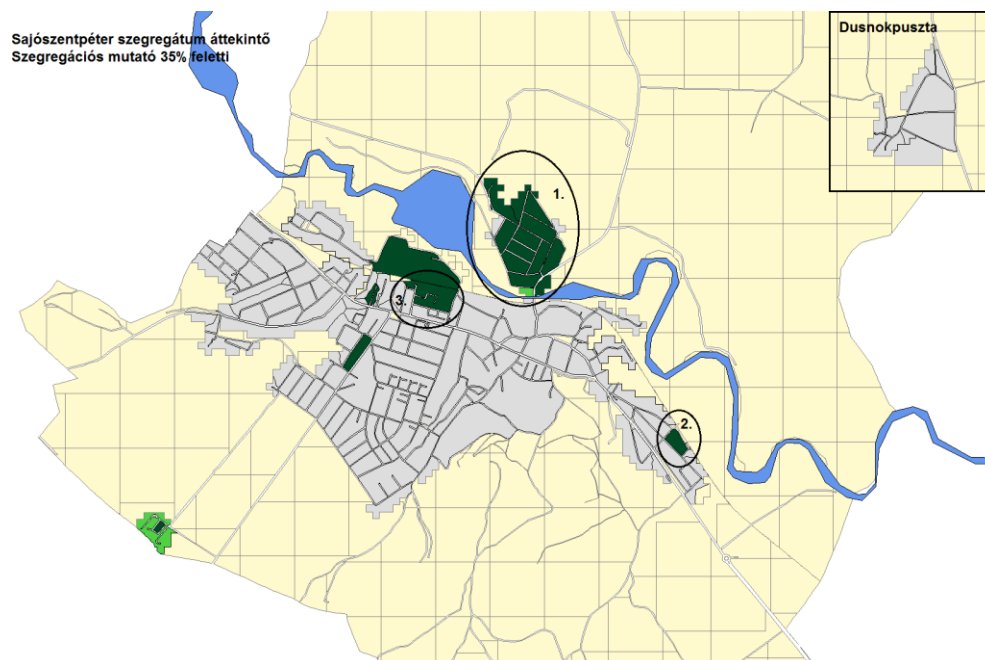 Sajószentpéter szegregátum áttekintő
Szegregációs mutató 35% feletti
Dusnokpuszta
1.
3.
2.